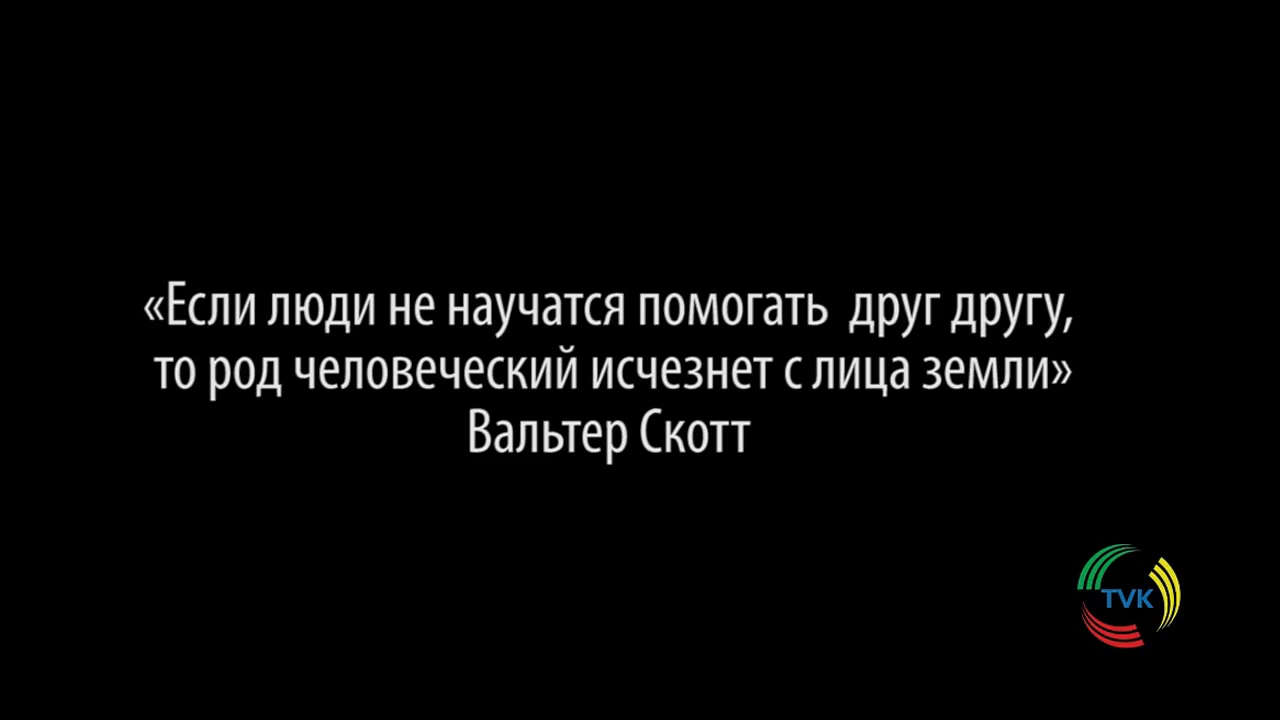 «Если люди не научатся помогать  друг другу,
то род человеческий исчезнет с лица земли»
Вальтер Скотт
TVK